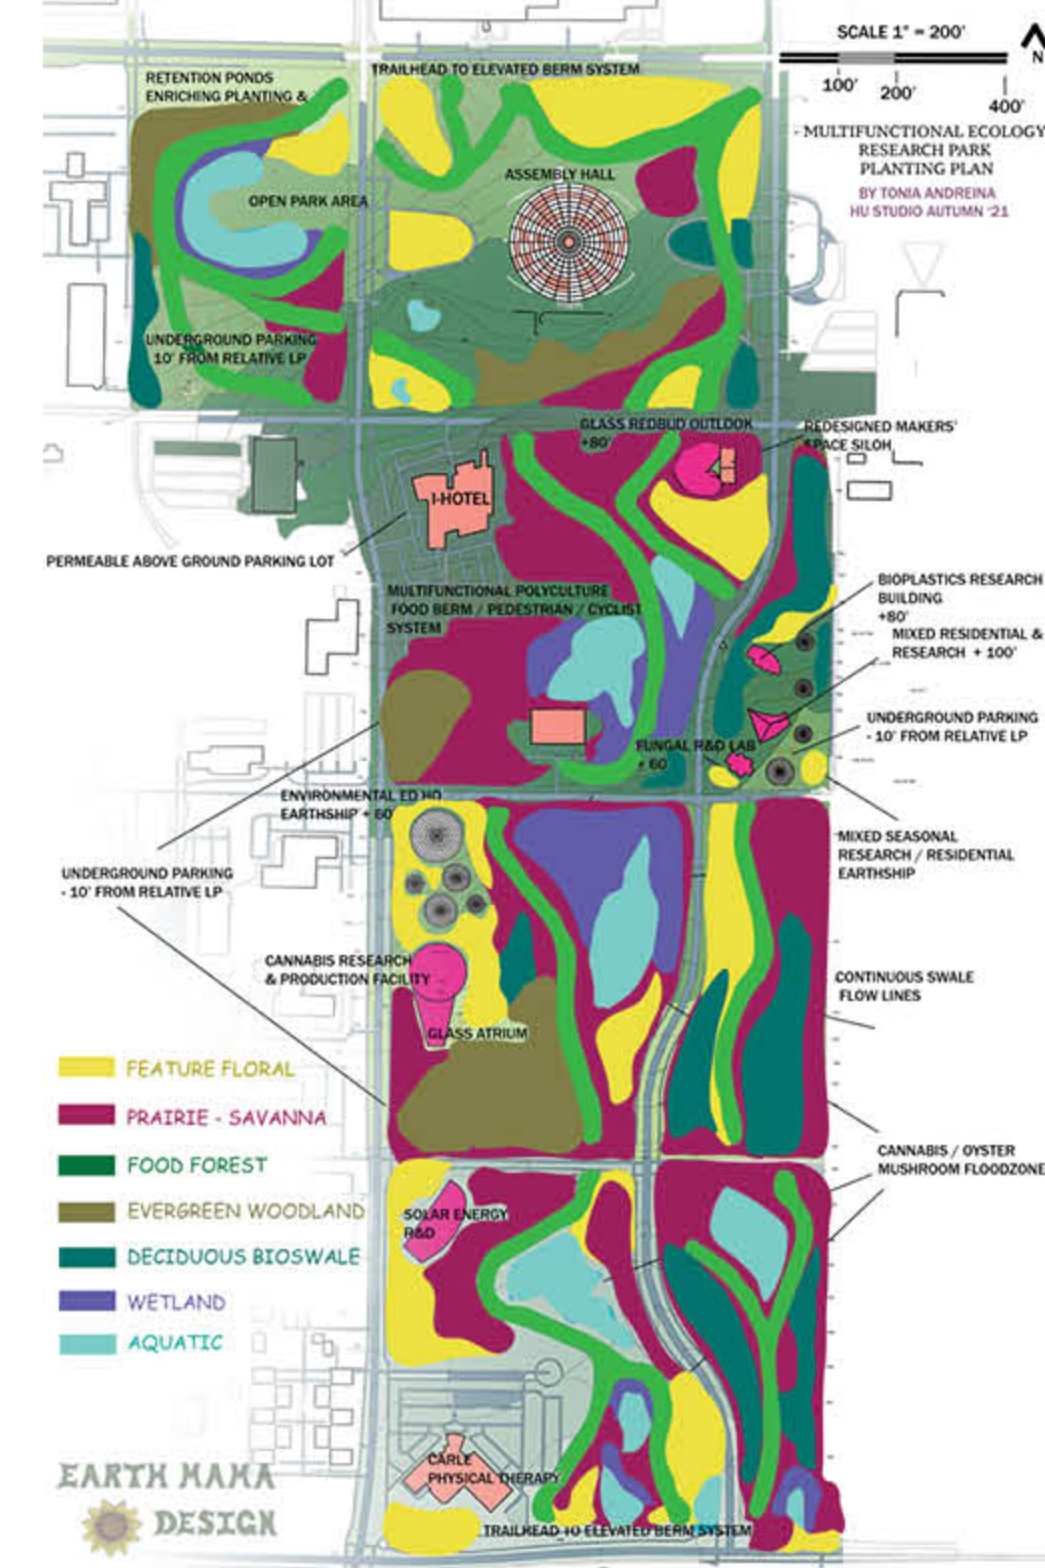 SCALE 1" = 200'
N
100'
200'
400'
- MULTIFUNCTIONAL ECOLOGY
RESEARCH PARK
PLANTING PLAN
BY TONIA ANDREINA
HU STUDIO AUTUMN '21
RETENTION PONDS
ENRICHING PLANTING &
TRAILHEAD TO ELEVATED BERM SYSTEM
ASSEMBLY HALL
OPEN PARK AREA
UNDERGROUND PARKING
10' FROM RELATIVE LP
GLASS REDBUD OUTLOOK
+80'
REDESIGNED MAKERS'
SPACE SILOH
I-HOTEL
PERMEABLE ABOVE GROUND PARKING LOT
MULTIFUNCTIONAL POLYCULTURE
FOOD BERM / PEDESTRIAN / CYCLIST
SYSTEM
BIOPLASTICS RESEARCH
BUILDING
+80'
MIXED RESIDENTIAL &
RESEARCH + 100'
UNDERGROUND PARKING
- 10' FROM RELATIVE LP
FUNGAL R&D LAB
+ 60
ENVIRONMENTAL ED HQ
EARTHSHIP + 60'
MIXED SEASONAL
RESEARCH / RESIDENTIAL
EARTHSHIP
UNDERGROUND PARKING
- 10' FROM RELATIVE LP
CANNABIS RESEARCH
& PRODUCTION FACILITY
GLASS ATRIUM
CONTINUOUS SWALE
FLOW LINES
FEATURE FLORAL
PRAIRIE - SAVANNA
FOOD FOREST
EVERGREEN WOODLAND
DECIDUOUS BIOSWALE
WETLAND
AQUATIC
CANNABIS / OYSTER
MUSHROOM FLOODZONE
SOLAR ENERGY
R&D
CARLE
PHYSICAL THERAPY
TRAILHEAD TO ELEVATED BERM SYSTEM
EARTH MAMA
DESIGN